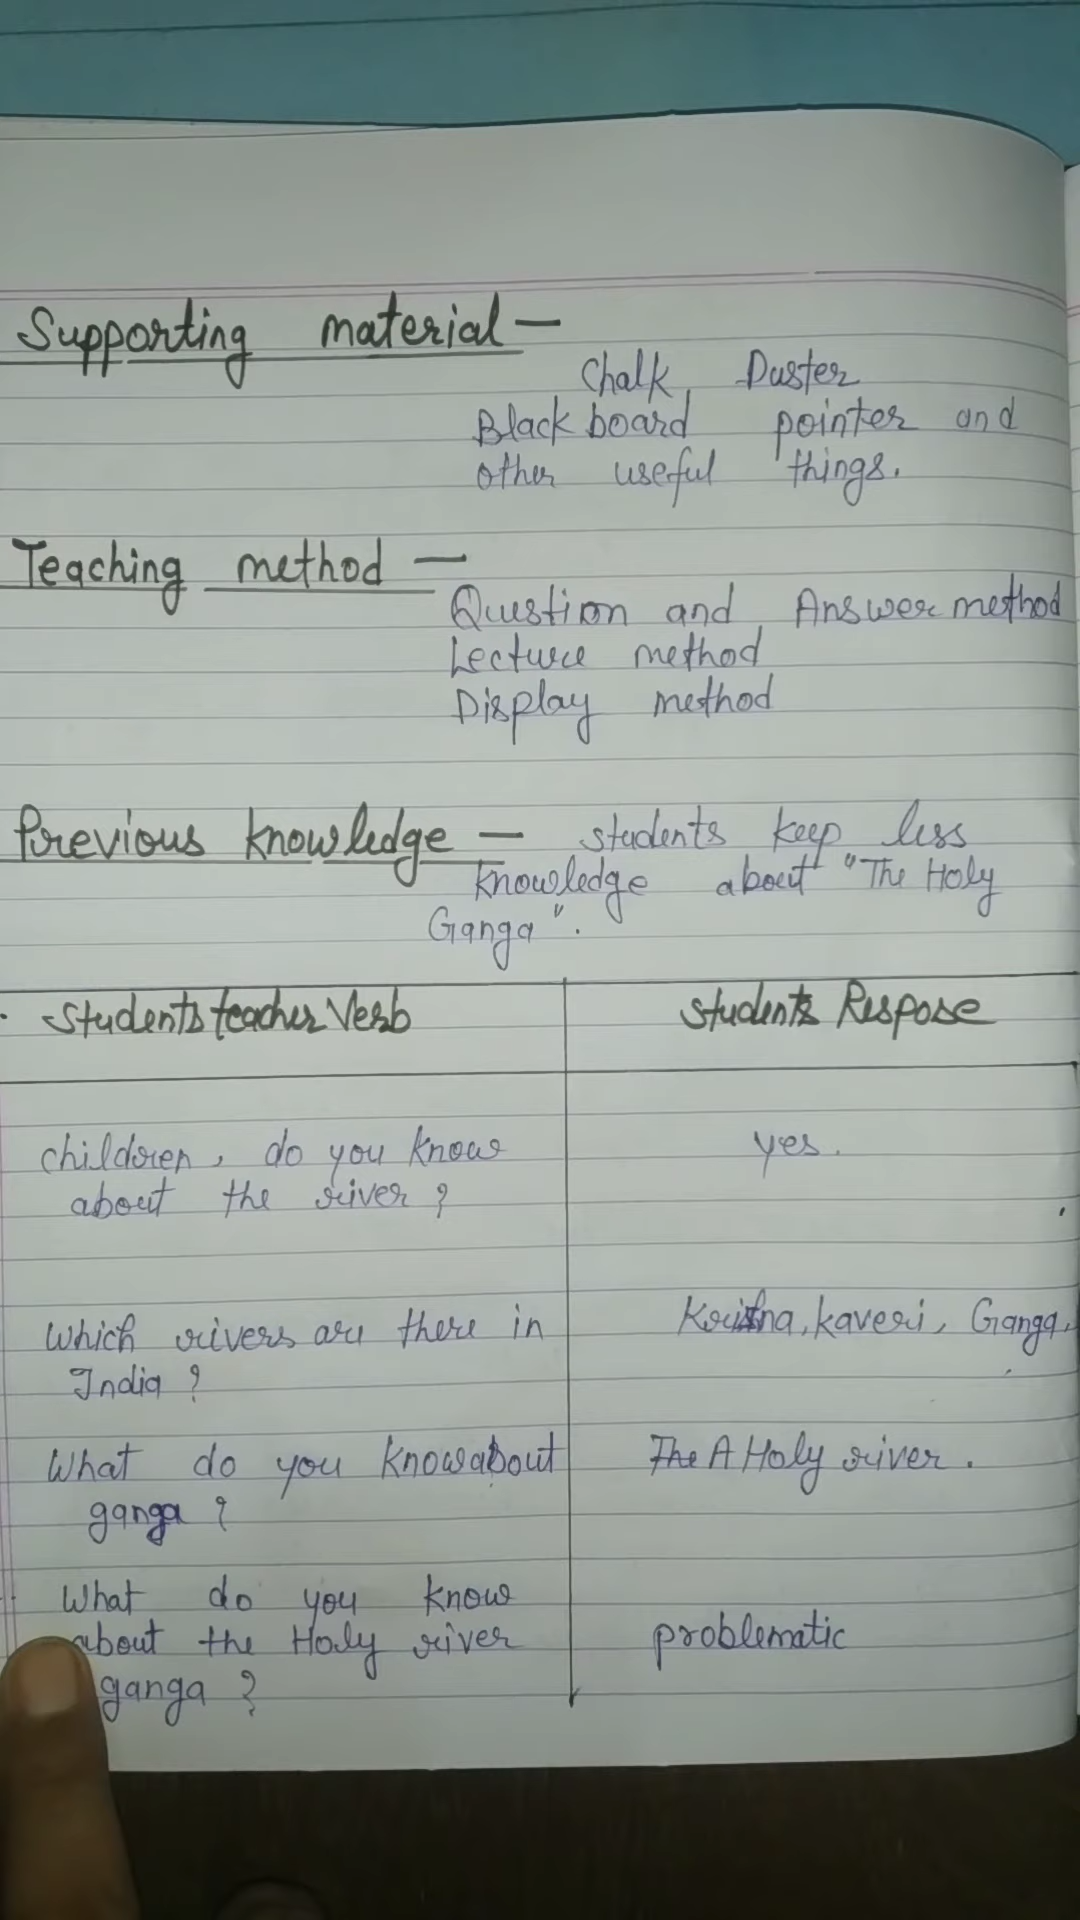 Supporting material —
Chalk, Duster
Blackboard pointer and
other useful things.
Teaching method —
Question and Answer method
Lecture method
Display method
Previous knowledge — students keep less
knowledge about "The Holy
Ganga".
Students teacher Verb
Students Respose
children, do you know
about the river ?
yes.
Which rivers are there in
India ?
Krishna, kaveri, Ganga.
What do you know about
ganga ?
The A Holy river.
What do you know
about the Holy river
ganga ?
problematic